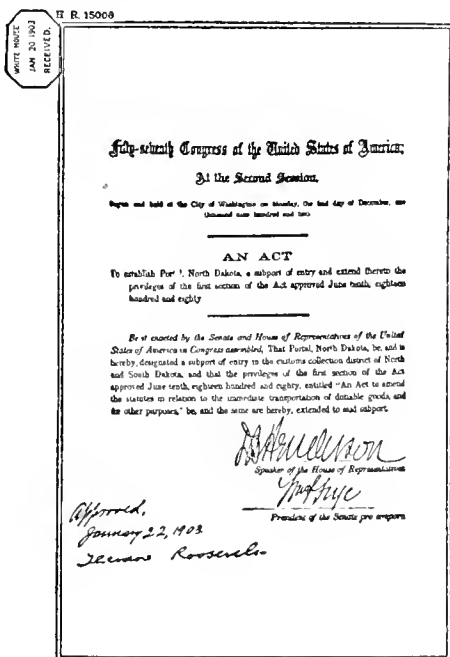 H R. 15006
WHITE HOUSE
JAN 20 1903
RECEIVED.
Fifty-seventh Congress of the United States of America;
At the Second Session,
Begun and held at the City of Washington on Monday, the day of December, one
thousand nine hundred and two
AN ACT
To establish Port, North Dakota, a subport of entry and extend thereto the
privileges of the first section of the Act approved June tenth, eighteen
hundred and eighty
Be it enacted by the Senate and House of Representatives of the United
States of America in Congress assembled, That Portal, North Dakota, be, and is
hereby, designated a subport of entry in the customs collection district of North
and South Dakota, and that the privileges of the first section of the Act
approved June tenth, eighteen hundred and eighty, entitled "An Act to amend
the statutes in relation to the immediate transportation of dutiable goods, and
for other purposes," be, and the same are hereby, extended to said subport.
D B Henderson
Speaker of the House of Representatives
Wm P Frye
President of the Senate pro tempore
Approved,
January 22, 1903
Theodore Roosevelt